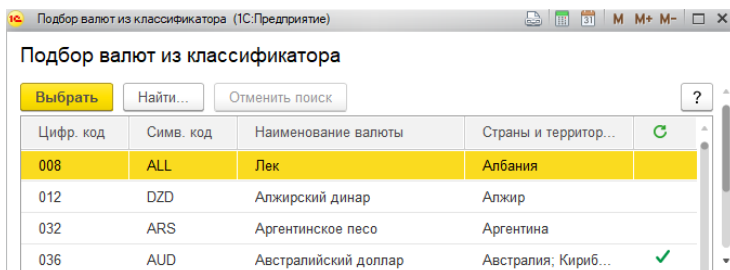 1С Подбор валют из классификатора (1С:Предприятие) 31 M M+ M-
Подбор валют из классификатора
Выбрать Найти... Отменить поиск ?
Цифр. код Симв. код Наименование валюты Страны и территор...
008 ALL Лек Албания
012 DZD Алжирский динар Алжир
032 ARS Аргентинское песо Аргентина
036 AUD Австралийский доллар Австралия; Кириб...